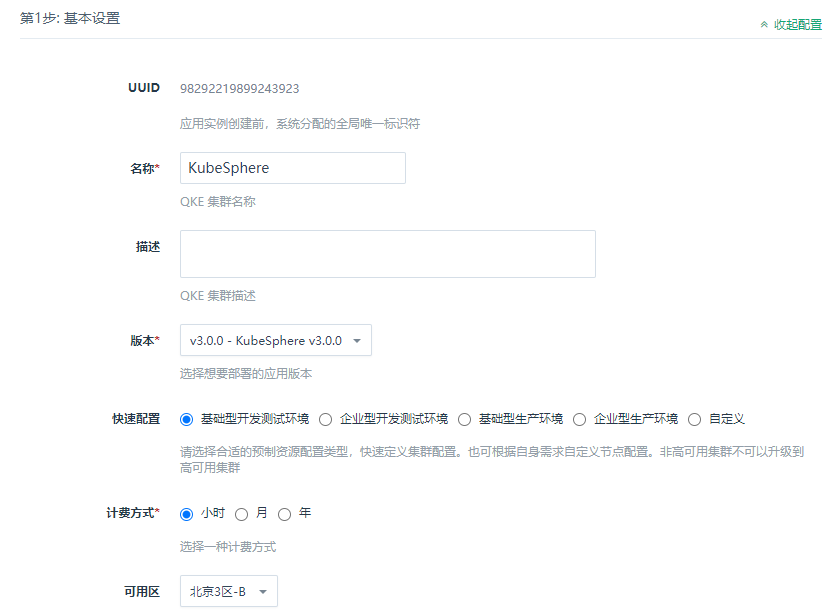 第1步: 基本设置
收起配置
UUID 98292219899243923
应用实例创建前，系统分配的全局唯一标识符
名称* KubeSphere
QKE 集群名称
描述
QKE 集群描述
版本* v3.0.0 - KubeSphere v3.0.0
选择想要部署的应用版本
快速配置 基础型开发测试环境 企业型开发测试环境 基础型生产环境 企业型生产环境 自定义
请选择合适的预制资源配置类型，快速定义集群配置。也可根据自身需求自定义节点配置。非高可用集群不可以升级到
高可用集群
计费方式* 小时 月 年
选择一种计费方式
可用区 北京3区-B